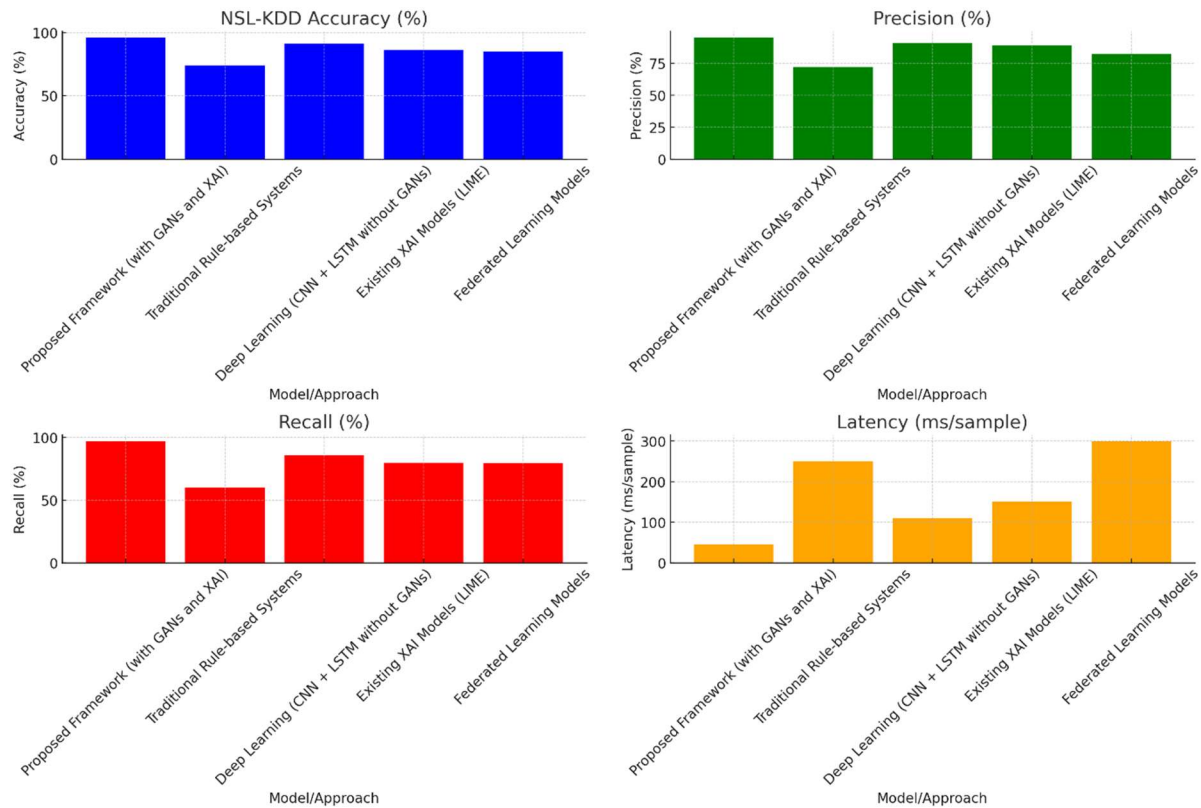 NSL-KDD Accuracy (%)
Accuracy (%)
100
50
0
Proposed Framework (with GANs and XAI)
Traditional Rule-based Systems
Deep Learning (CNN + LSTM without GANs)
Existing XAI Models (LIME)
Federated Learning Models
Model/Approach
Precision (%)
Precision (%)
75
50
25
0
Proposed Framework (with GANs and XAI)
Traditional Rule-based Systems
Deep Learning (CNN + LSTM without GANs)
Existing XAI Models (LIME)
Federated Learning Models
Model/Approach
Recall (%)
Recall (%)
100
50
0
Proposed Framework (with GANs and XAI)
Traditional Rule-based Systems
Deep Learning (CNN + LSTM without GANs)
Existing XAI Models (LIME)
Federated Learning Models
Model/Approach
Latency (ms/sample)
Latency (ms/sample)
300
200
100
0
Proposed Framework (with GANs and XAI)
Traditional Rule-based Systems
Deep Learning (CNN + LSTM without GANs)
Existing XAI Models (LIME)
Federated Learning Models
Model/Approach